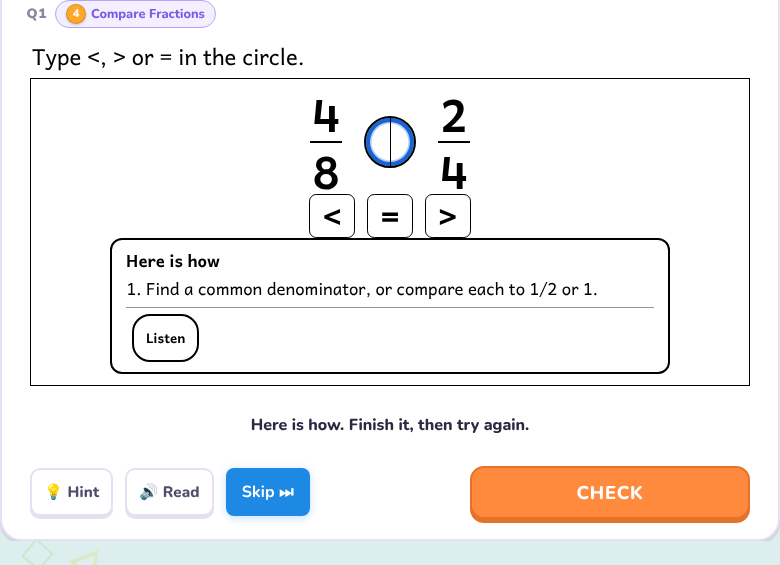 Q1 4 Compare Fractions
Type <, > or = in the circle.
4 2
8 4
< = >
Here is how
1. Find a common denominator, or compare each to 1/2 or 1.
Listen
Here is how. Finish it, then try again.
💡 Hint 🔊 Read Skip ⏭ CHECK